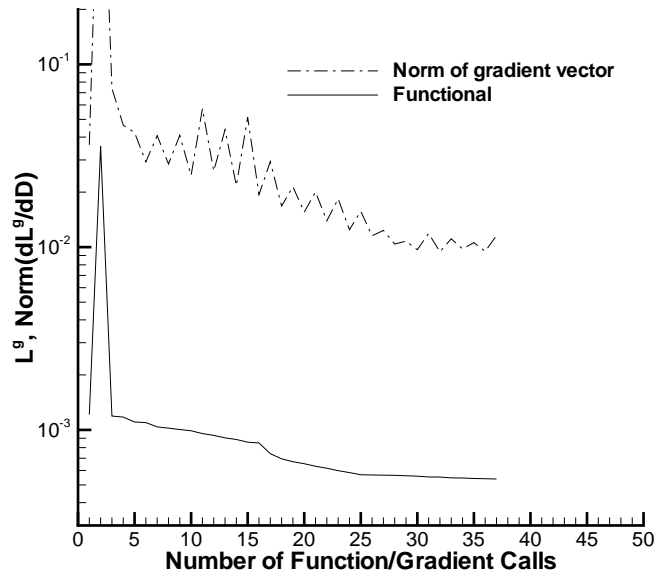 10⁻¹
Norm of gradient vector
Functional
10⁻²
L^g, Norm(dL^g/dD)
10⁻³
0 5 10 15 20 25 30 35 40 45 50
Number of Function/Gradient Calls